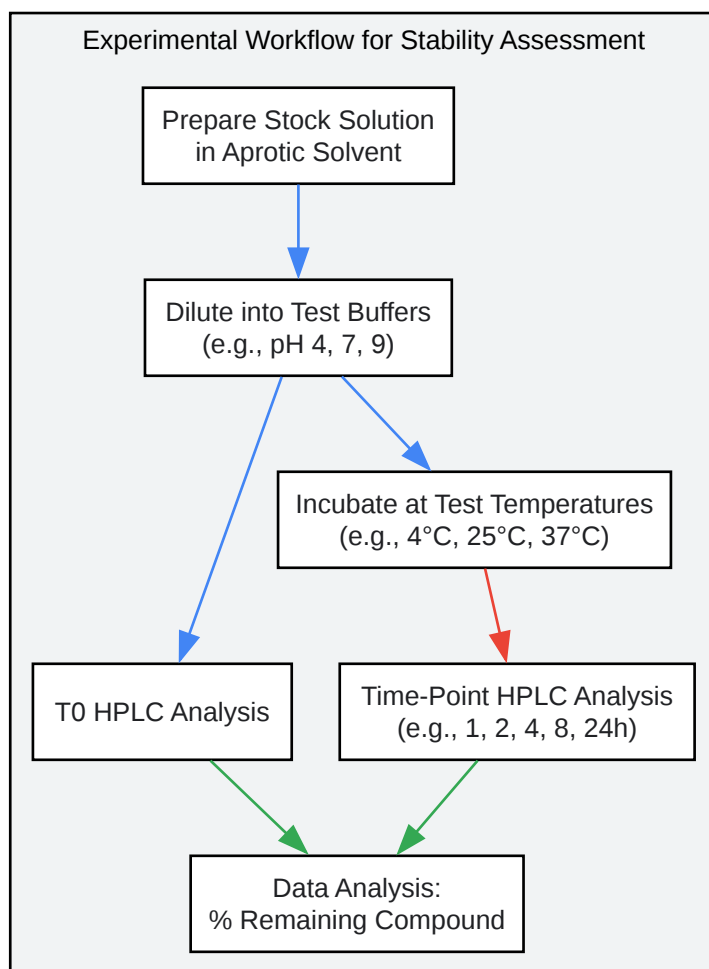 Experimental Workflow for Stability Assessment
Prepare Stock Solution
in Aprotic Solvent
Dilute into Test Buffers
(e.g., pH 4, 7, 9)
Incubate at Test Temperatures
(e.g., 4°C, 25°C, 37°C)
T0 HPLC Analysis
Time-Point HPLC Analysis
(e.g., 1, 2, 4, 8, 24h)
Data Analysis:
% Remaining Compound